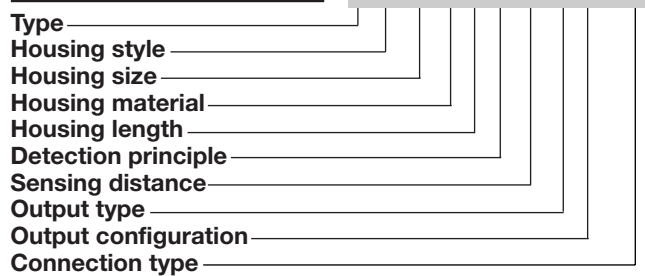 Type
Housing style
Housing size
Housing material
Housing length
Detection principle
Sensing distance
Output type
Output configuration
Connection type